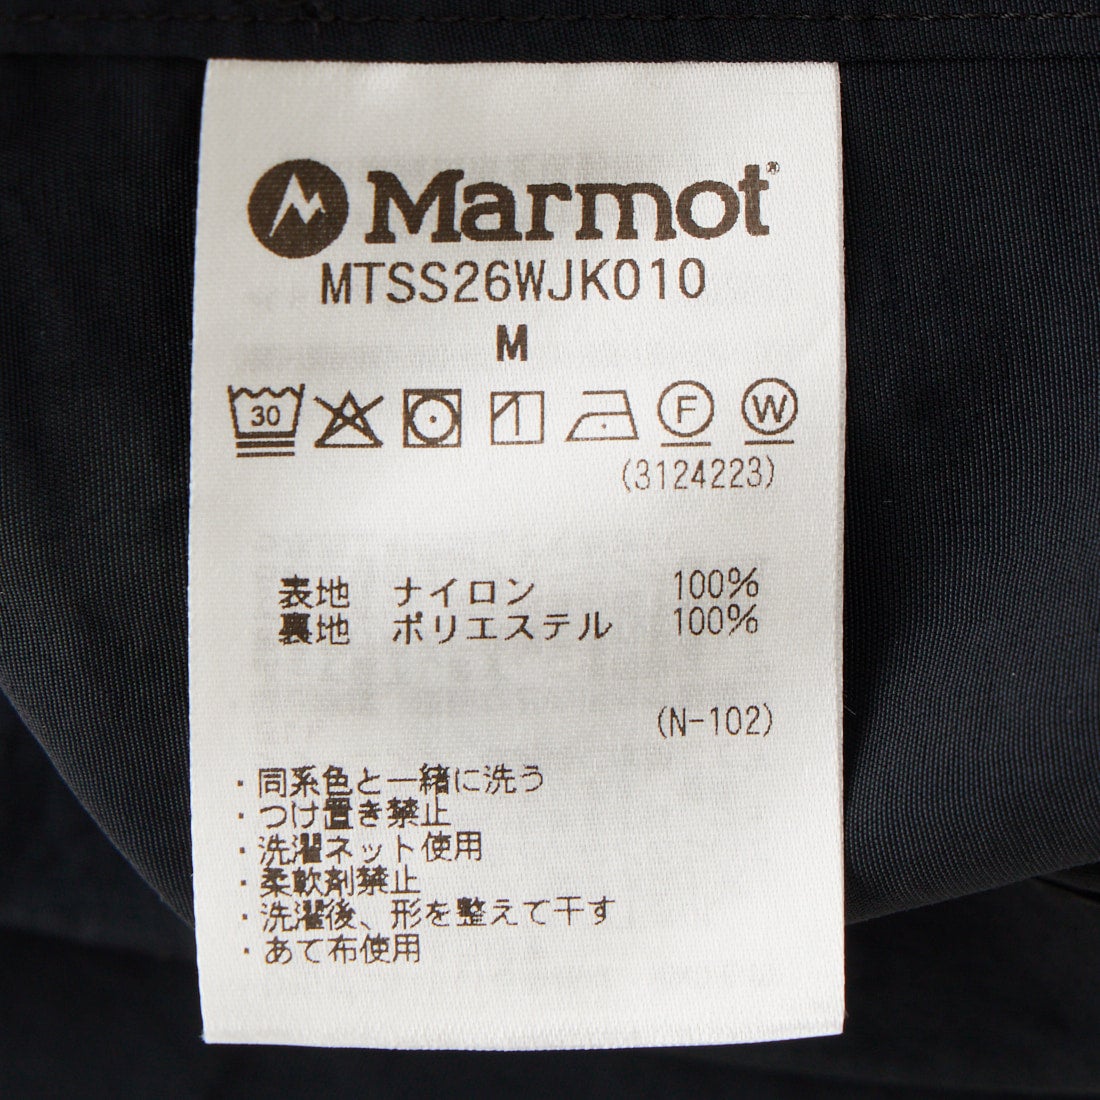 Marmot®
MTSS26WJK010
M
30 F W
(3124223)
表地 ナイロン 100%
裏地 ポリエステル 100%
(N-102)
・同系色と一緒に洗う
・つけ置き禁止
・洗濯ネット使用
・柔軟剤禁止
・洗濯後、形を整えて干す
・あて布使用